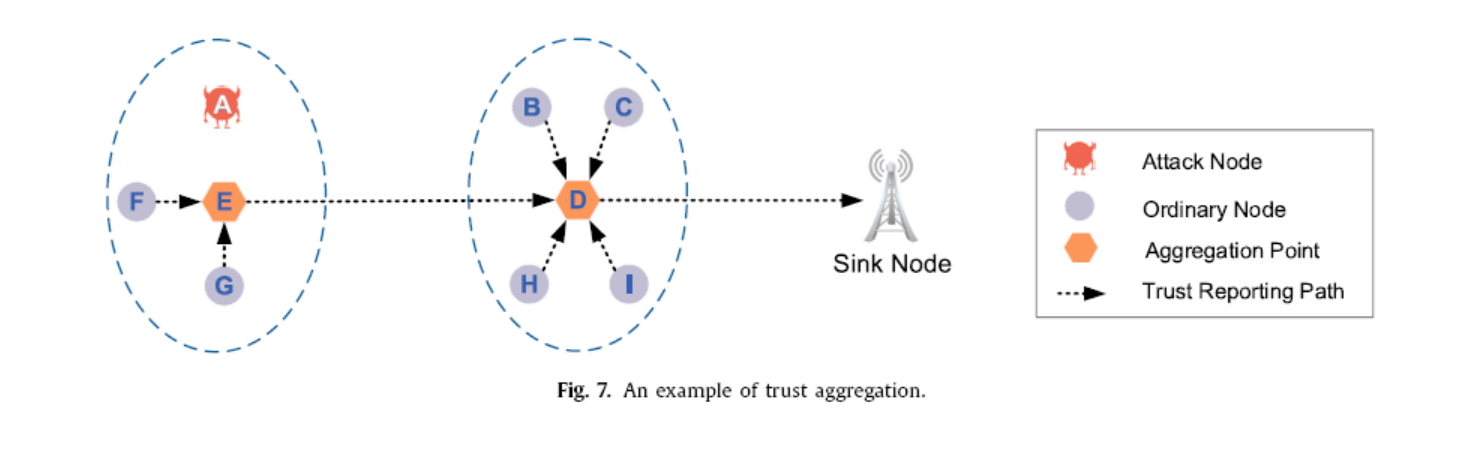 A
B
C
F
E
D
G
H
I
Sink Node
Attack Node
Ordinary Node
Aggregation Point
Trust Reporting Path
Fig. 7. An example of trust aggregation.